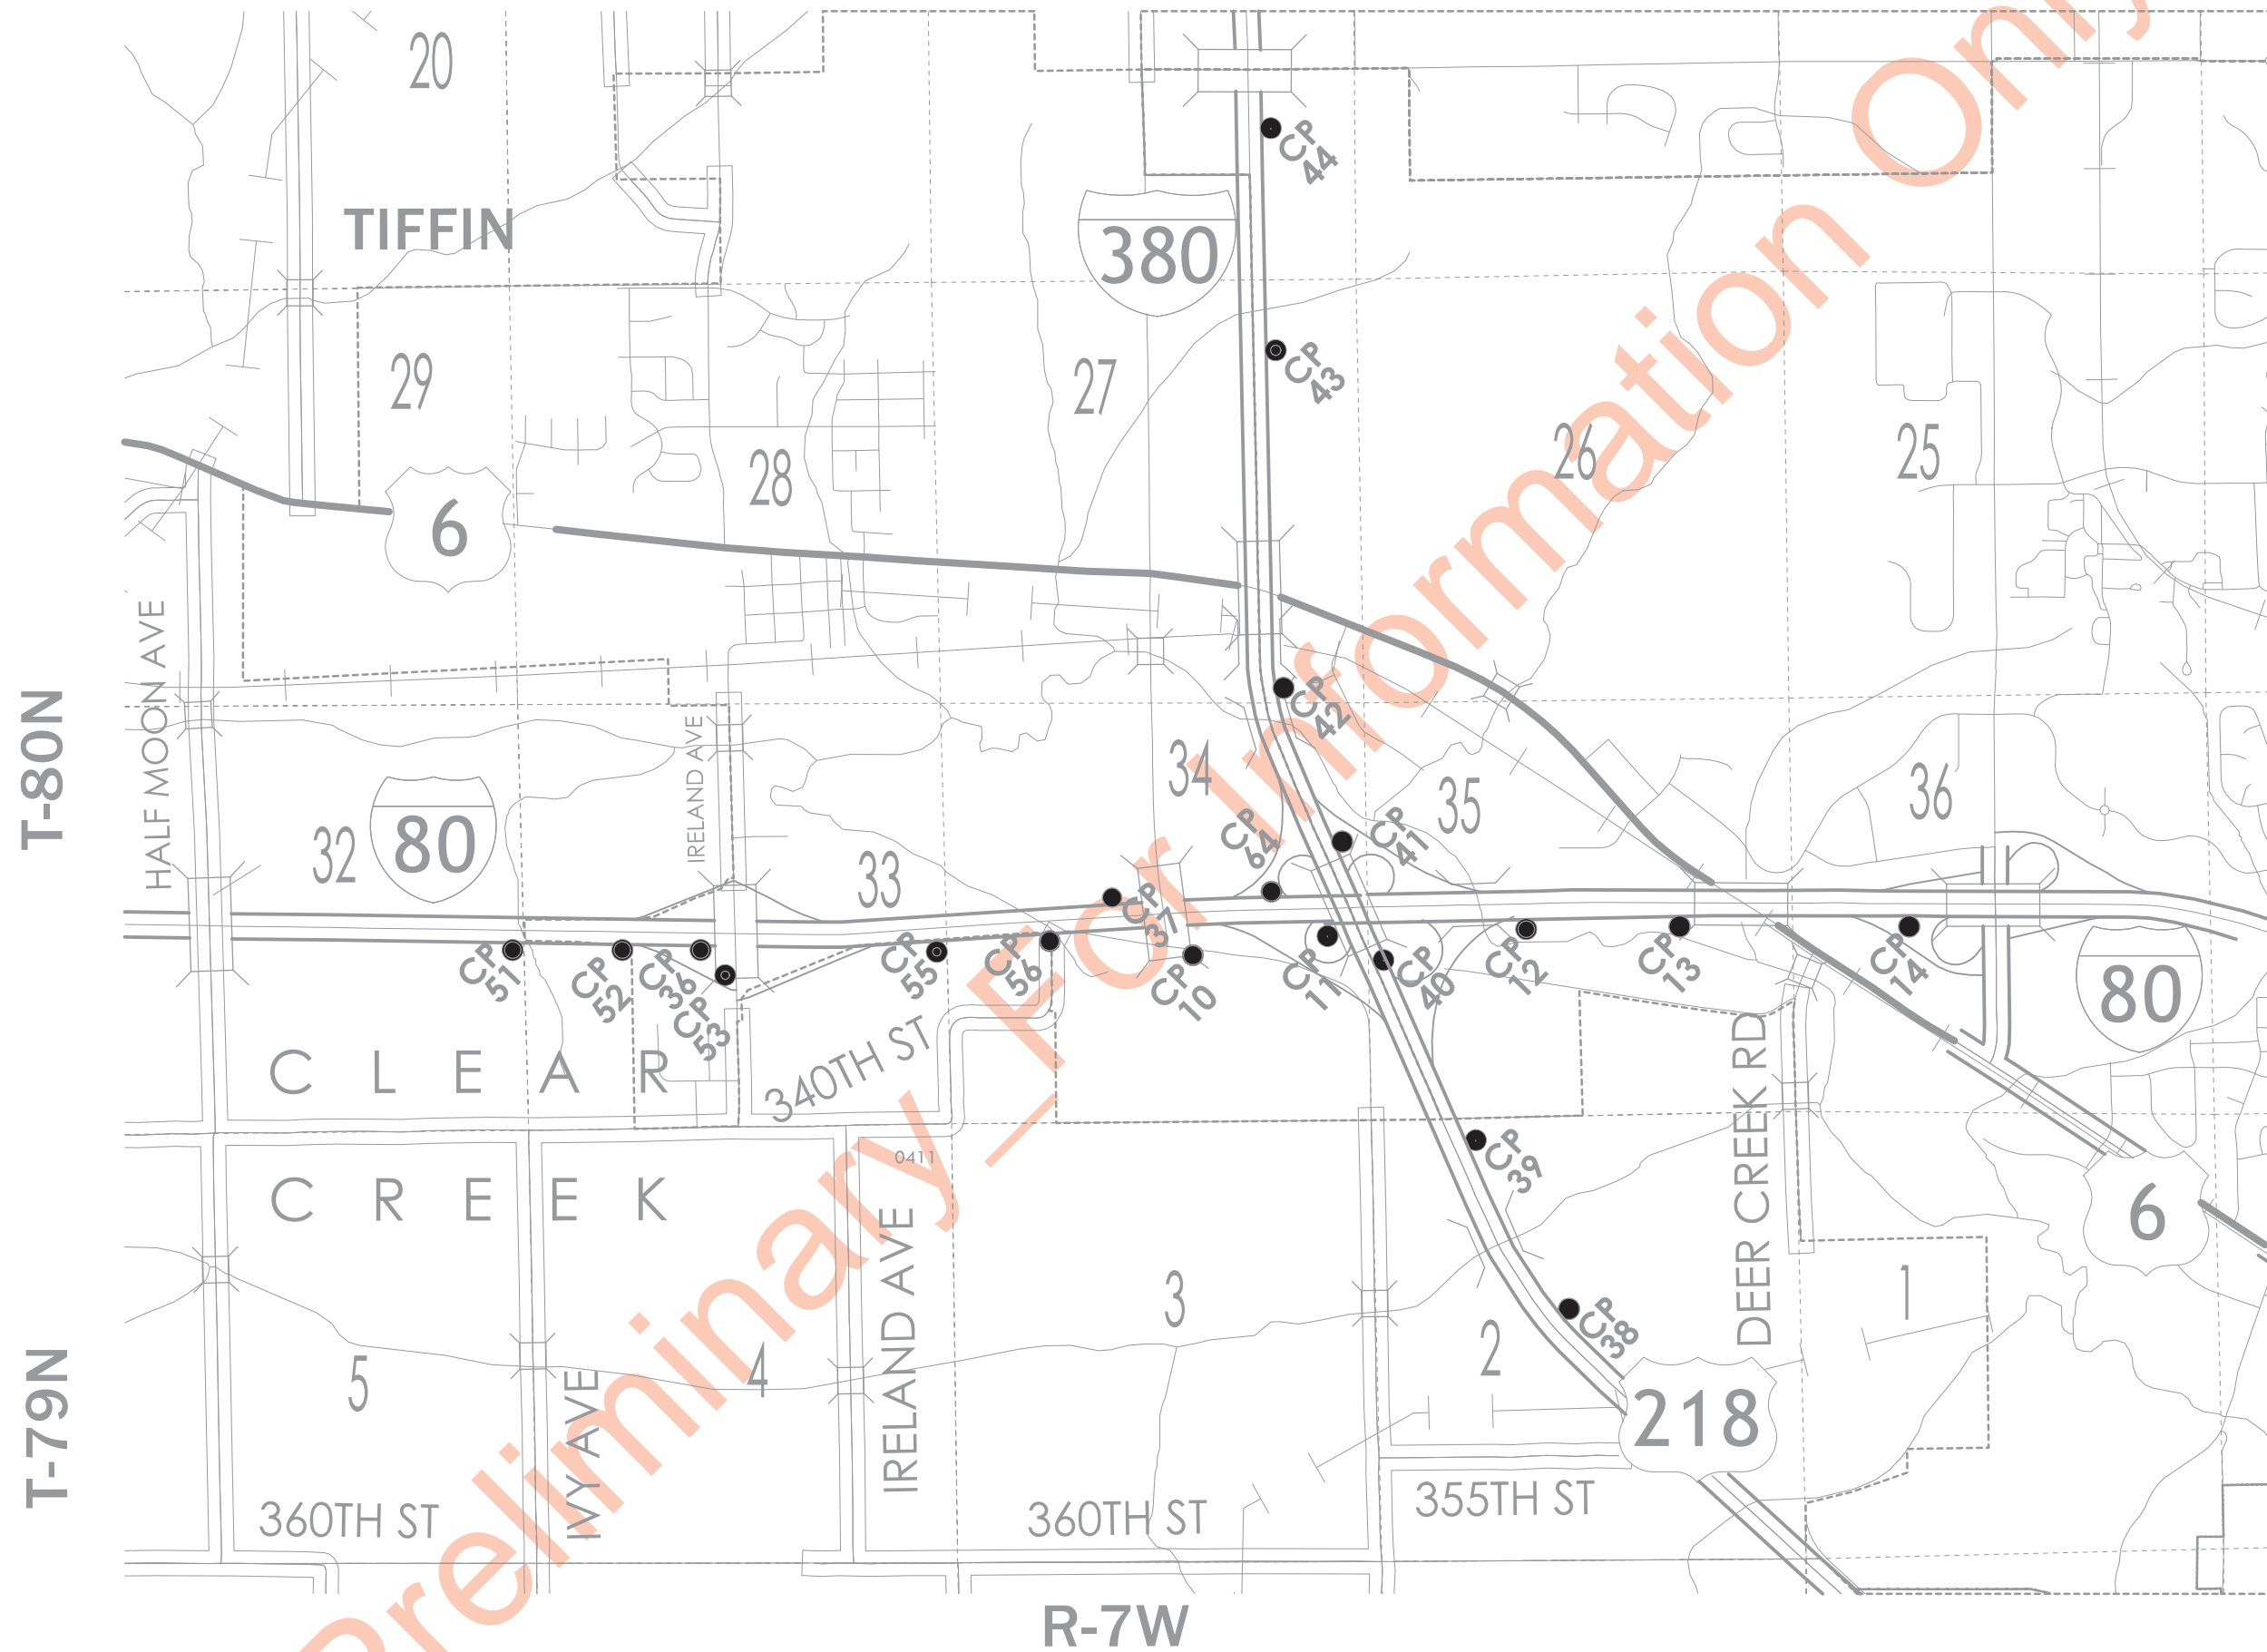 20
TIFFIN
CP
44
380
29
27
CP
43
28
26
25
6
HALF MOON AVE
T-80N
IRELAND AVE
CP
42
34
35
36
32
80
33
CP
64
CP
41
CP
37
CP
51
CP
52
CP
36
CP
53
CP
55
CP
56
CP
10
CP
11
CP
40
CP
12
CP
13
CP
14
80
CLEAR
CREEK
340TH ST
0411
CP
39
DEER CREEK RD
6
T-79N
5
4
3
2
1
CP
38
218
IVY AVE
IRELAND AVE
360TH ST
360TH ST
355TH ST
R-7W
Preliminary_For Information Only